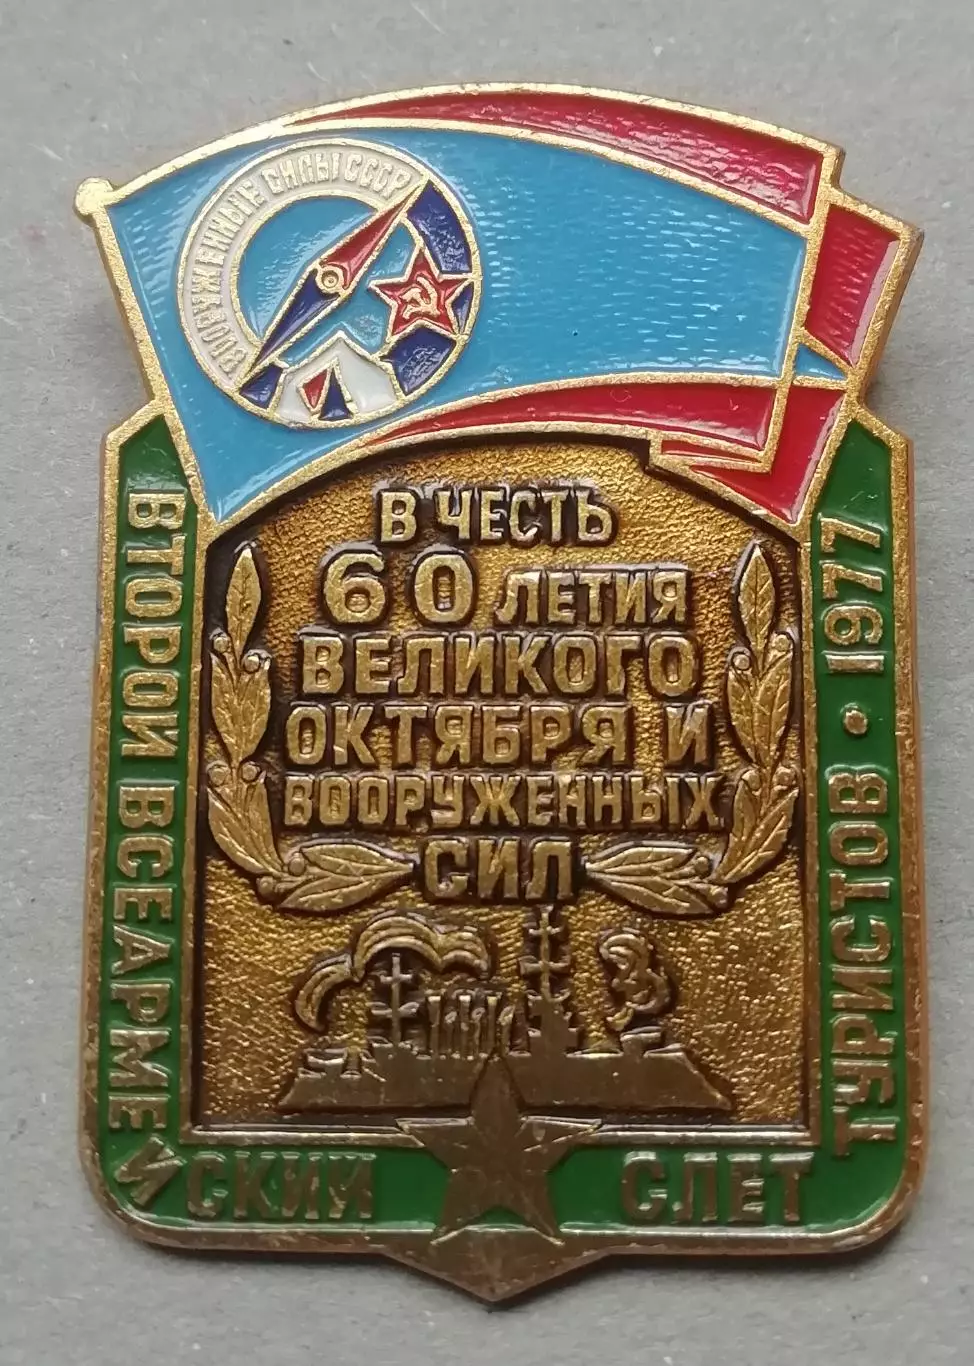 ВООРУЖЕННЫЕ СИЛЫ СССР
В ЧЕСТЬ
60 ЛЕТИЯ
ВЕЛИКОГО
ОКТЯБРЯ И
ВООРУЖЕННЫХ
СИЛ
ВТОРОЙ ВСЕАРМЕЙСКИЙ СЛЕТ ТУРИСТОВ • 1977